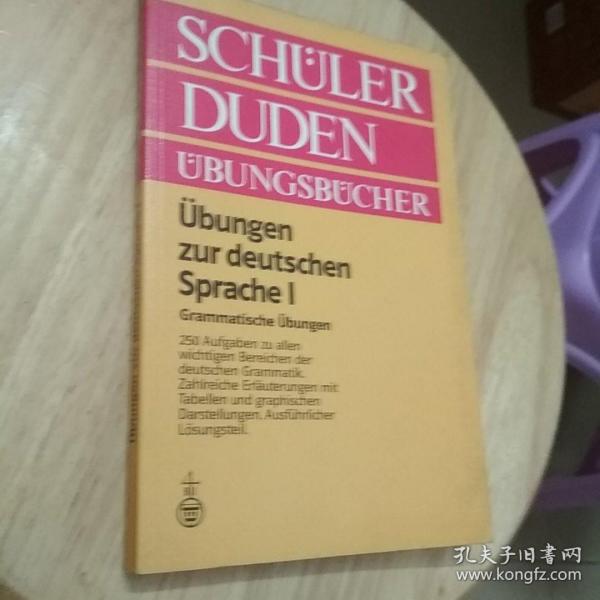 SCHÜLER
DUDEN
ÜBUNGSBÜCHER
Übungen
zur deutschen
Sprache I
Grammatische Übungen
250 Aufgaben zu allen
wichtigen Bereichen der
deutschen Grammatik.
Zahlreiche Erläuterungen mit
Tabellen und graphischen
Darstellungen. Ausführlicher
Lösungsteil.
孔夫子旧书网
www.kongfz.com